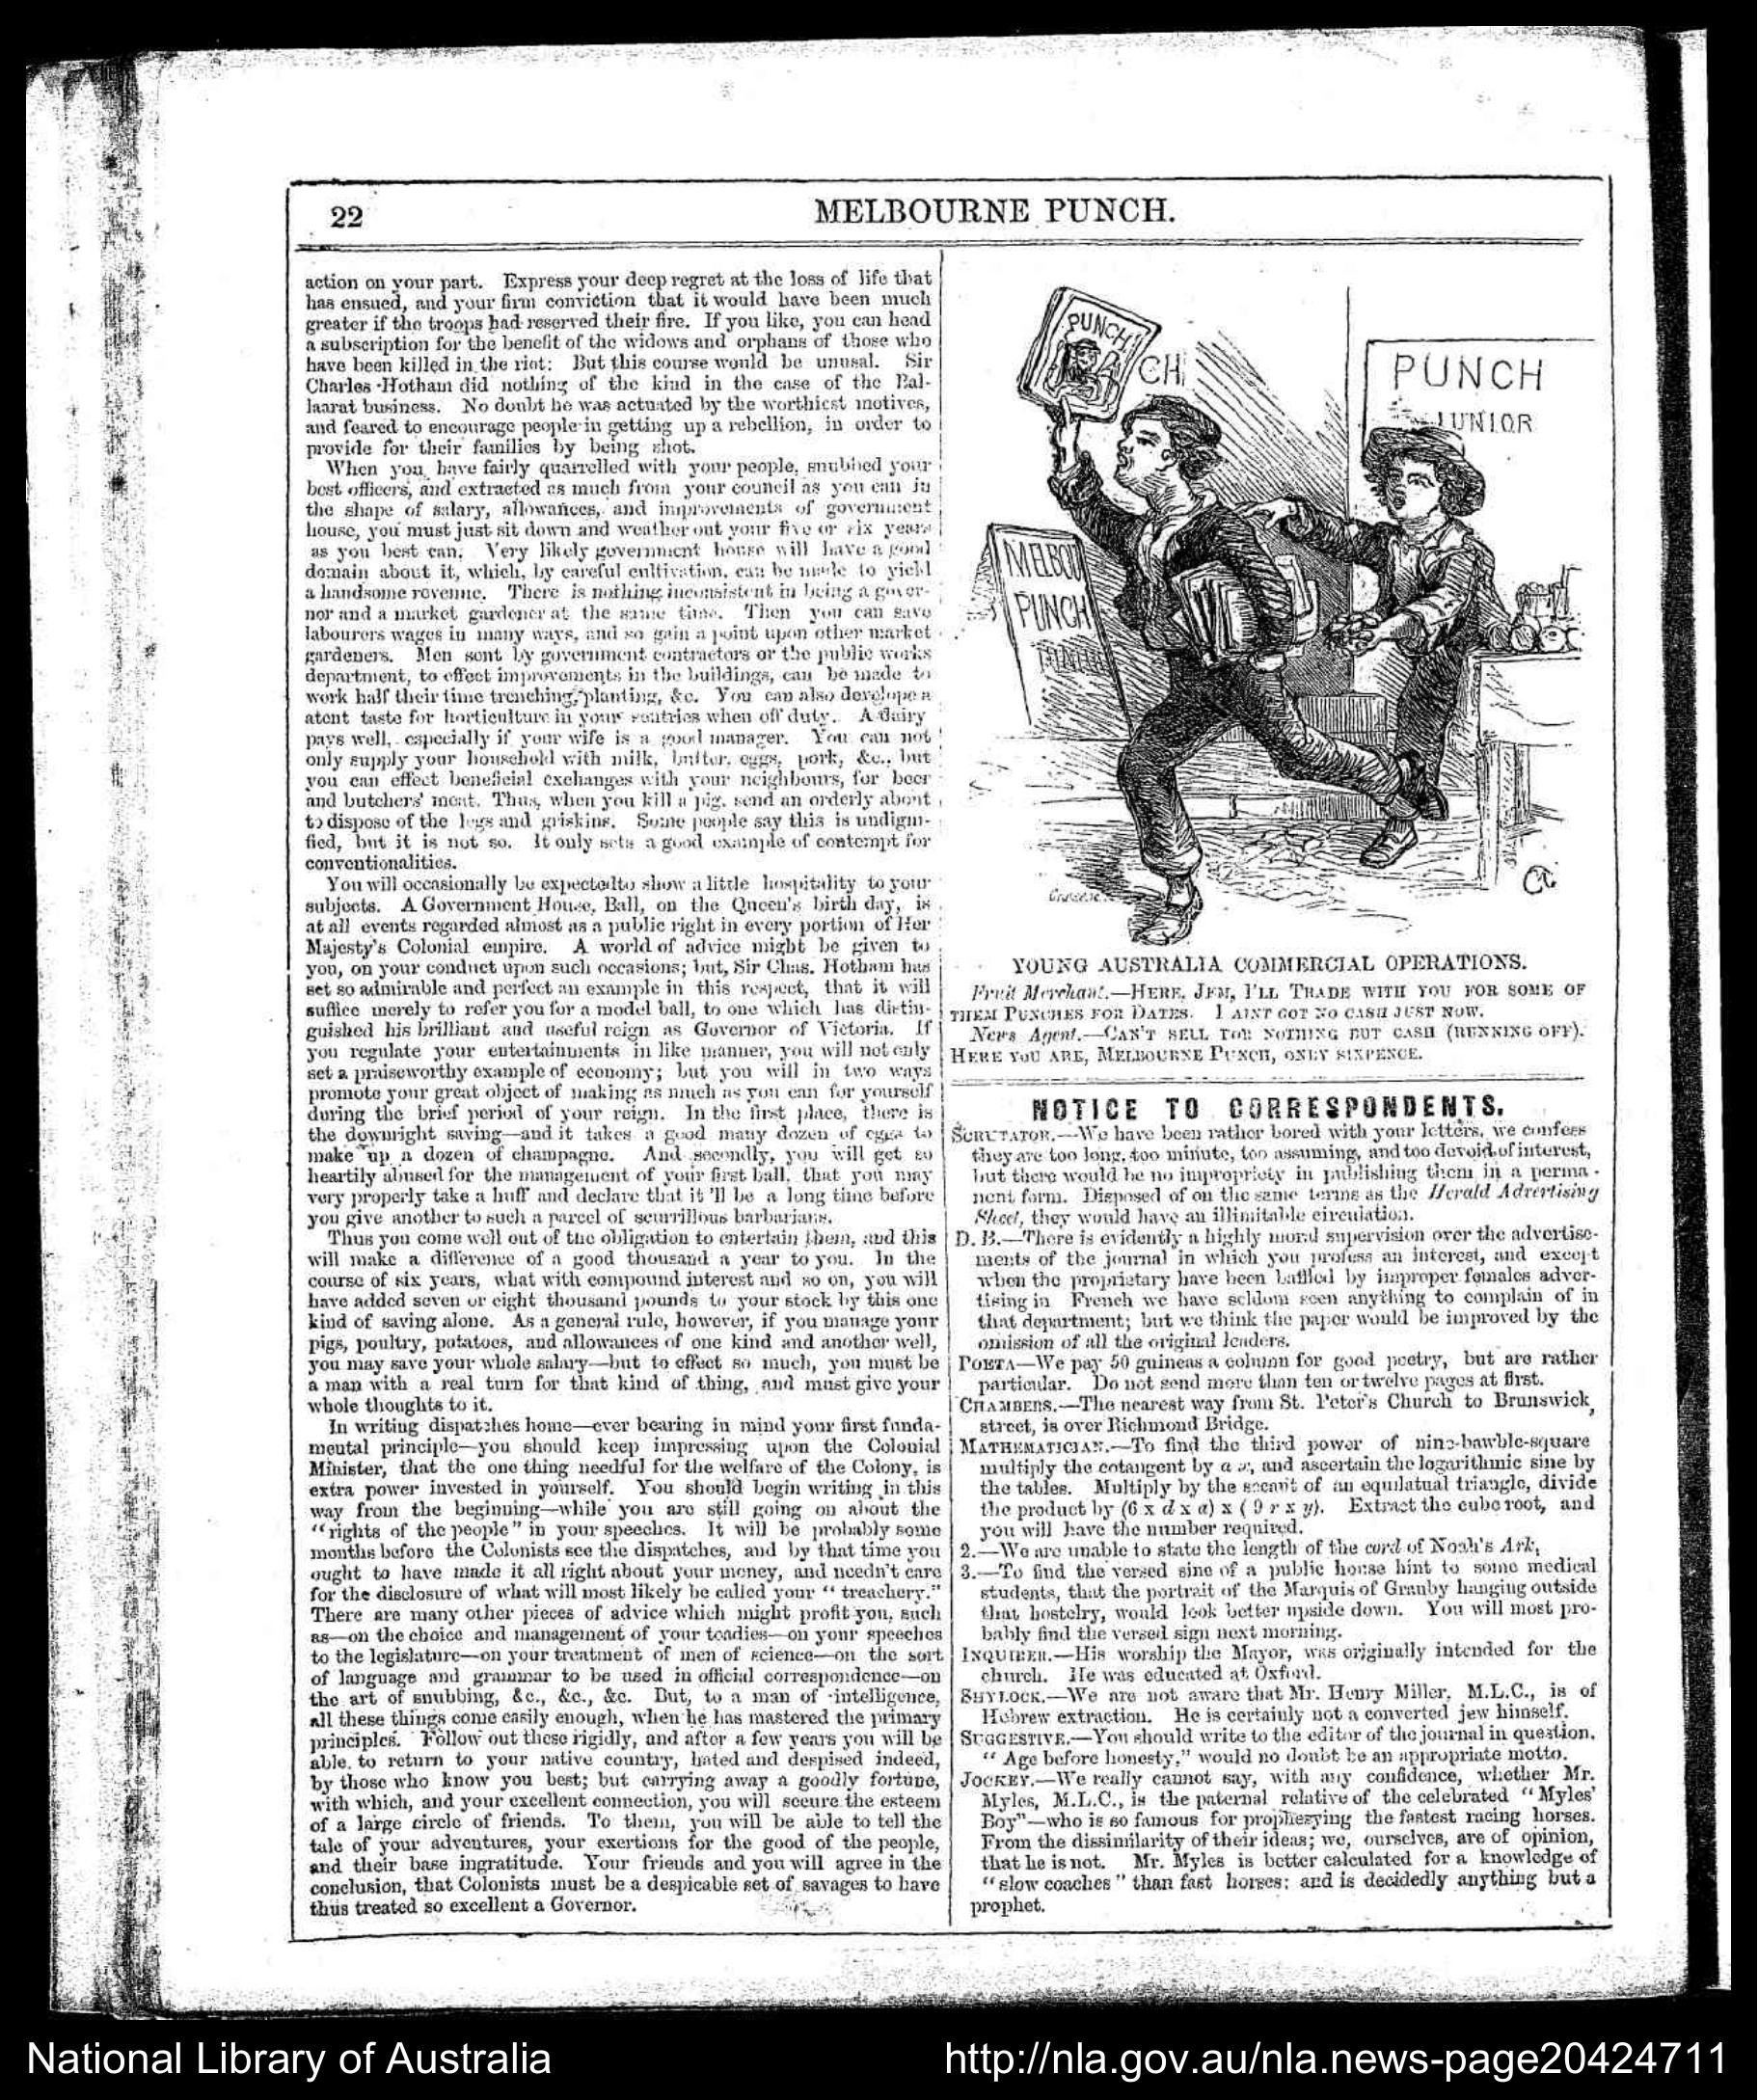 22
MELBOURNE PUNCH.
action on your part. Express your deep regret at the loss of life that
has ensued, and your firm conviction that it would have been much
greater if the troops had reserved their fire. If you like, you can head
a subscription for the benefit of the widows and orphans of those who
have been killed in the riot: But this course would be unusal. Sir
Charles Hotham did nothing of the kind in the case of the Bal-
laarat business. No doubt he was actuated by the worthiest motives,
and feared to encourage people in getting up a rebellion, in order to
provide for their families by being shot.
When you have fairly quarrelled with your people, snubbed your
best officers, and extracted as much from your council as you can in
the shape of salary, allowances, and improvements of government
house, you must just sit down and weather out your five or six years
as you best can. Very likely government house will have a good
domain about it, which, by careful cultivation, can be made to yield
a handsome revenue. There is nothing inconsistent in being a gover-
nor and a market gardener at the same time. Then you can save
labourers wages in many ways, and so gain a point upon other market
gardeners. Men sent by government contractors or the public works
department, to effect improvements in the buildings, can be made to
work half their time trenching, planting, &c. You can also develope a
atent taste for horticulture in your sentries when off duty. A dairy
pays well, especially if your wife is a good manager. You can not
only supply your household with milk, butter, eggs, pork, &c., but
you can effect beneficial exchanges with your neighbours, for beer
and butchers' meat. Thus, when you kill a pig, send an orderly about
to dispose of the legs and griskins. Some people say this is undigni-
fied, but it is not so. It only sets a good example of contempt for
conventionalities.
You will occasionally be expectedto show a little hospitality to your
subjects. A Government House, Ball, on the Queen's birth day, is
at all events regarded almost as a public right in every portion of Her
Majesty's Colonial empire. A world of advice might be given to
you, on your conduct upon such occasions; but, Sir Chas. Hotham has
set so admirable and perfect an example in this respect, that it will
suffice merely to refer you for a model ball, to one which has distin-
guished his brilliant and useful reign as Governor of Victoria. If
you regulate your entertainments in like manner, you will not only
set a praiseworthy example of economy; but you will in two ways
promote your great object of making as much as you can for yourself
during the brief period of your reign. In the first place, there is
the downright saving—and it takes a good many dozen of eggs to
make up a dozen of champagne. And secondly, you will get so
heartily abused for the management of your first ball, that you may
very properly take a huff and declare that it 'll be a long time before
you give another to such a parcel of scurrillous barbarians.
Thus you come well out of the obligation to entertain them, and this
will make a difference of a good thousand a year to you. In the
course of six years, what with compound interest and so on, you will
have added seven or eight thousand pounds to your stock by this one
kind of saving alone. As a general rule, however, if you manage your
pigs, poultry, potatoes, and allowances of one kind and another well,
you may save your whole salary—but to effect so much, you must be
a man with a real turn for that kind of thing, and must give your
whole thoughts to it.
In writing dispatches home—ever bearing in mind your first funda-
mental principle—you should keep impressing upon the Colonial
Minister, that the one thing needful for the welfare of the Colony, is
extra power invested in yourself. You should begin writing in this
way from the beginning—while you are still going on about the
"rights of the people" in your speeches. It will be probably some
months before the Colonists see the dispatches, and by that time you
ought to have made it all right about your money, and needn't care
for the disclosure of what will most likely be called your "treachery."
There are many other pieces of advice which might profit you, such
as—on the choice and management of your toadies—on your speeches
to the legislature—on your treatment of men of science—on the sort
of language and grammar to be used in official correspondence—on
the art of snubbing, &c., &c., &c. But, to a man of intelligence,
all these things come easily enough, when he has mastered the primary
principles. Follow out these rigidly, and after a few years you will be
able to return to your native country, hated and despised indeed,
by those who know you best; but carrying away a goodly fortune,
with which, and your excellent connection, you will secure the esteem
of a large circle of friends. To them, you will be able to tell the
tale of your adventures, your exertions for the good of the people,
and their base ingratitude. Your friends and you will agree in the
conclusion, that Colonists must be a despicable set of savages to have
thus treated so excellent a Governor.
PUNCH
CH
PUNCH
JUNIOR
MELBOU
PUNCH
YOUNG AUSTRALIA COMMERCIAL OPERATIONS.
Fruit Merchant.—HERE, JEM, I'LL TRADE WITH YOU FOR SOME OF
THEM PUNCHES FOR DATES. I AINT GOT NO CASH JUST NOW.
News Agent.—CAN'T SELL FOR NOTHING BUT CASH (RUNNING OFF).
HERE YOU ARE, MELBOURNE PUNCH, ONLY SIXPENCE.
NOTICE TO CORRESPONDENTS.
SCRUTATOR.—We have been rather bored with your letters, we confess
they are too long, too minute, too assuming, and too devoid of interest,
but there would be no impropriety in publishing them in a perma-
nent form. Disposed of on the same terms as the Herald Advertising
Sheet, they would have an illimitable circulation.
D. B.—There is evidently a highly moral supervision over the advertise-
ments of the journal in which you profess an interest, and except
when the proprietary have been baffled by improper females adver-
tising in French we have seldom seen anything to complain of in
that department; but we think the paper would be improved by the
omission of all the original leaders.
POETA—We pay 50 guineas a column for good poetry, but are rather
particular. Do not send more than ten or twelve pages at first.
CHAMBERS.—The nearest way from St. Peter's Church to Brunswick,
street, is over Richmond Bridge.
MATHEMATICIAN.—To find the third power of nine-bawble-square
multiply the cotangent by a x, and ascertain the logarithmic sine by
the tables. Multiply by the secant of an equilatual triangle, divide
the product by (6 x d x a) x (9 r x y). Extract the cube root, and
you will have the number required.
2.—We are unable to state the length of the cord of Noah's Ark,
3.—To find the versed sine of a public house hint to some medical
students, that the portrait of the Marquis of Granby hanging outside
that hostelry, would look better upside down. You will most pro-
bably find the versed sign next morning.
INQUIRER.—His worship the Mayor, was originally intended for the
church. He was educated at Oxford.
SHYLOCK.—We are not aware that Mr. Henry Miller, M.L.C., is of
Hebrew extraction. He is certainly not a converted jew himself.
SUGGESTIVE.—You should write to the editor of the journal in question.
"Age before honesty," would no doubt be an appropriate motto.
JOCKEY.—We really cannot say, with any confidence, whether Mr.
Myles, M.L.C., is the paternal relative of the celebrated "Myles'
Boy"—who is so famous for prophesying the fastest racing horses.
From the dissimilarity of their ideas; we, ourselves, are of opinion,
that he is not. Mr. Myles is better calculated for a knowledge of
"slow coaches" than fast horses; and is decidedly anything but a
prophet.
National Library of Australia
http://nla.gov.au/nla.news-page20424711